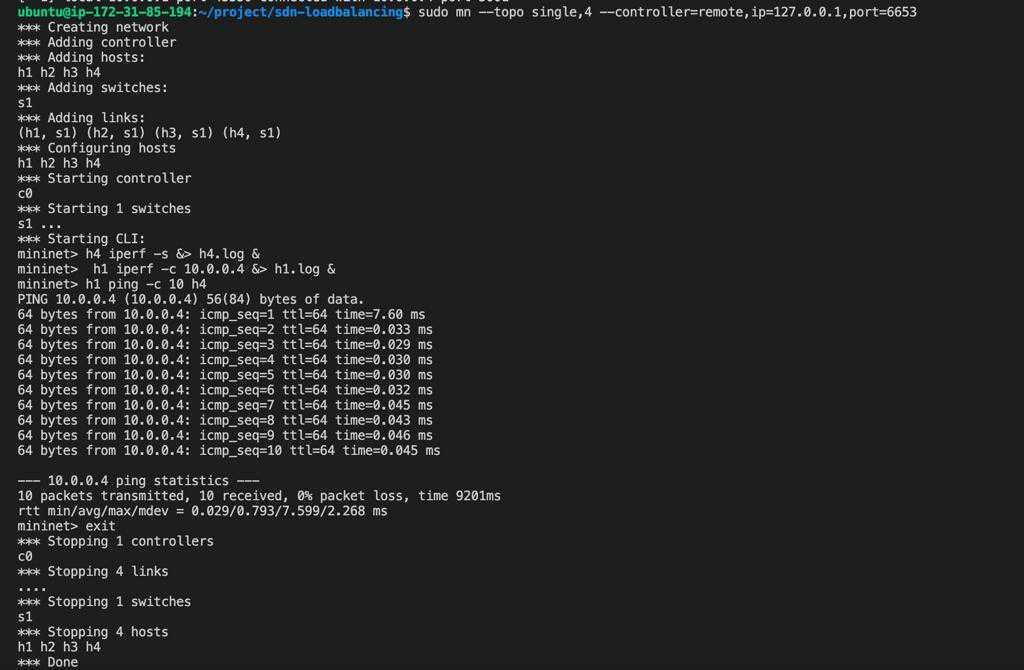 ubuntu@ip-172-31-85-194:~/project/sdn-loadbalancing$ sudo mn --topo single,4 --controller=remote,ip=127.0.0.1,port=6653
*** Creating network
*** Adding controller
*** Adding hosts:
h1 h2 h3 h4
*** Adding switches:
s1
*** Adding links:
(h1, s1) (h2, s1) (h3, s1) (h4, s1)
*** Configuring hosts
h1 h2 h3 h4
*** Starting controller
c0
*** Starting 1 switches
s1 ...
*** Starting CLI:
mininet> h4 iperf -s &> h4.log &
mininet>  h1 iperf -c 10.0.0.4 &> h1.log &
mininet> h1 ping -c 10 h4
PING 10.0.0.4 (10.0.0.4) 56(84) bytes of data.
64 bytes from 10.0.0.4: icmp_seq=1 ttl=64 time=7.60 ms
64 bytes from 10.0.0.4: icmp_seq=2 ttl=64 time=0.033 ms
64 bytes from 10.0.0.4: icmp_seq=3 ttl=64 time=0.029 ms
64 bytes from 10.0.0.4: icmp_seq=4 ttl=64 time=0.030 ms
64 bytes from 10.0.0.4: icmp_seq=5 ttl=64 time=0.030 ms
64 bytes from 10.0.0.4: icmp_seq=6 ttl=64 time=0.032 ms
64 bytes from 10.0.0.4: icmp_seq=7 ttl=64 time=0.045 ms
64 bytes from 10.0.0.4: icmp_seq=8 ttl=64 time=0.043 ms
64 bytes from 10.0.0.4: icmp_seq=9 ttl=64 time=0.046 ms
64 bytes from 10.0.0.4: icmp_seq=10 ttl=64 time=0.045 ms
--- 10.0.0.4 ping statistics ---
10 packets transmitted, 10 received, 0% packet loss, time 9201ms
rtt min/avg/max/mdev = 0.029/0.793/7.599/2.268 ms
mininet> exit
*** Stopping 1 controllers
c0
*** Stopping 4 links
....
*** Stopping 1 switches
s1
*** Stopping 4 hosts
h1 h2 h3 h4
*** Done